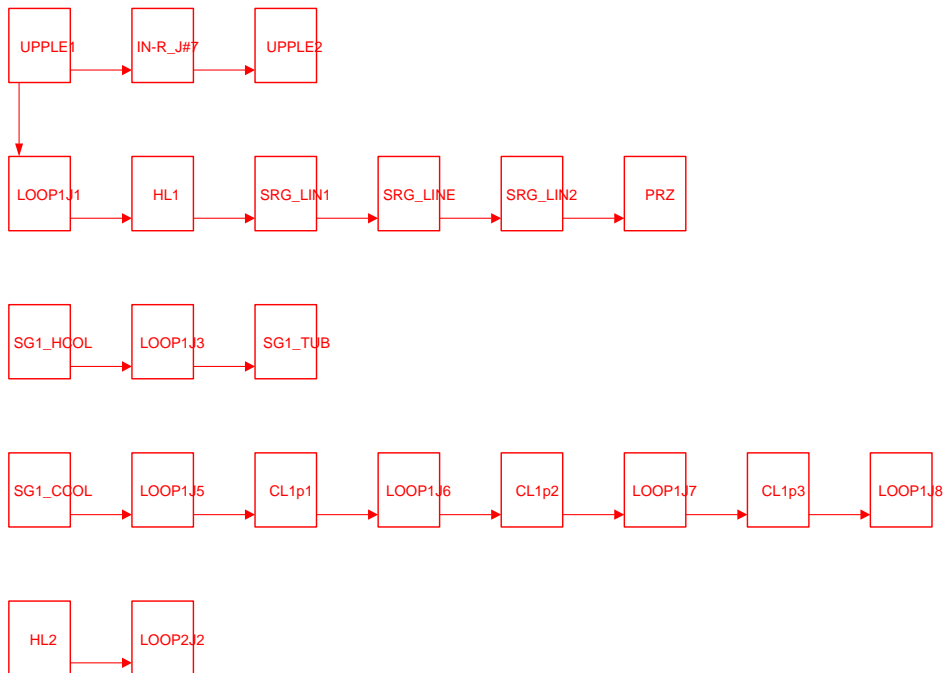 UPPLE1 IN-R_J#7 UPPLE2
LOOP1J1 HL1 SRG_LIN1 SRG_LINE SRG_LIN2 PRZ
SG1_HCOL LOOP1J3 SG1_TUB
SG1_CCOL LOOP1J5 CL1p1 LOOP1J6 CL1p2 LOOP1J7 CL1p3 LOOP1J8
HL2 LOOP2J2